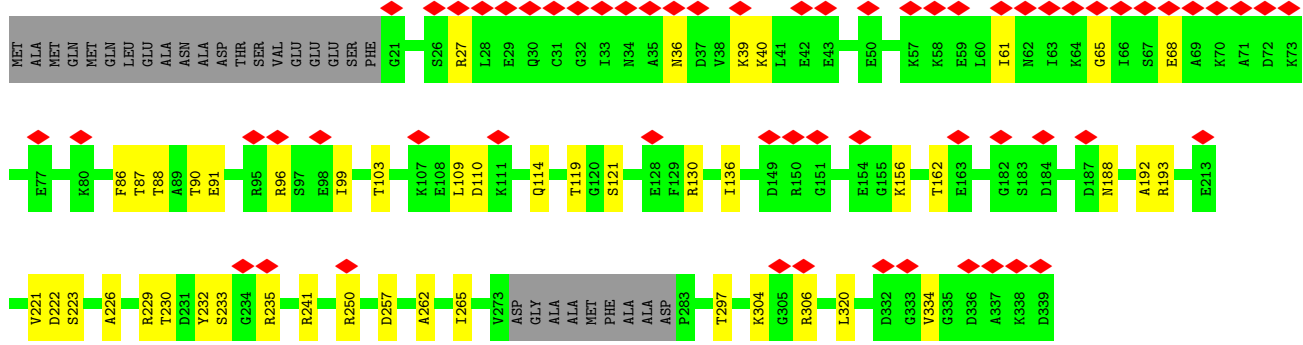 MET ALA MET GLN MET GLN LEU GLU ALA ASN ALA ASP THR SER VAL GLU GLU GLU SER PHE G21 S26 R27 L28 E29 Q30 C31 G32 I33 N34 A35 N36 D37 V38 K39 K40 L41 E42 E43 E50 K57 K58 E59 L60 I61 N62 I63 K64 G65 I66 S67 E68 A69 K70 A71 D72 K73
E77 K80 F86 T87 T88 A89 T90 E91 R95 R96 S97 E98 I99 T103 K107 E108 L109 D110 K111 Q114 T119 G120 S121 E128 F129 R130 I136 D149 R150 G151 E154 G155 K156 T162 E163 G182 S183 D184 D187 N188 A192 R193 E213
V221 D222 S223 A226 R229 T230 D231 Y232 S233 G234 R235 R241 R250 D257 A262 I265 V273 ASP GLY ALA ALA MET PHE ALA ALA ASP P283 T297 K304 G305 R306 L320 D332 G333 V334 G335 D336 A337 K338 D339